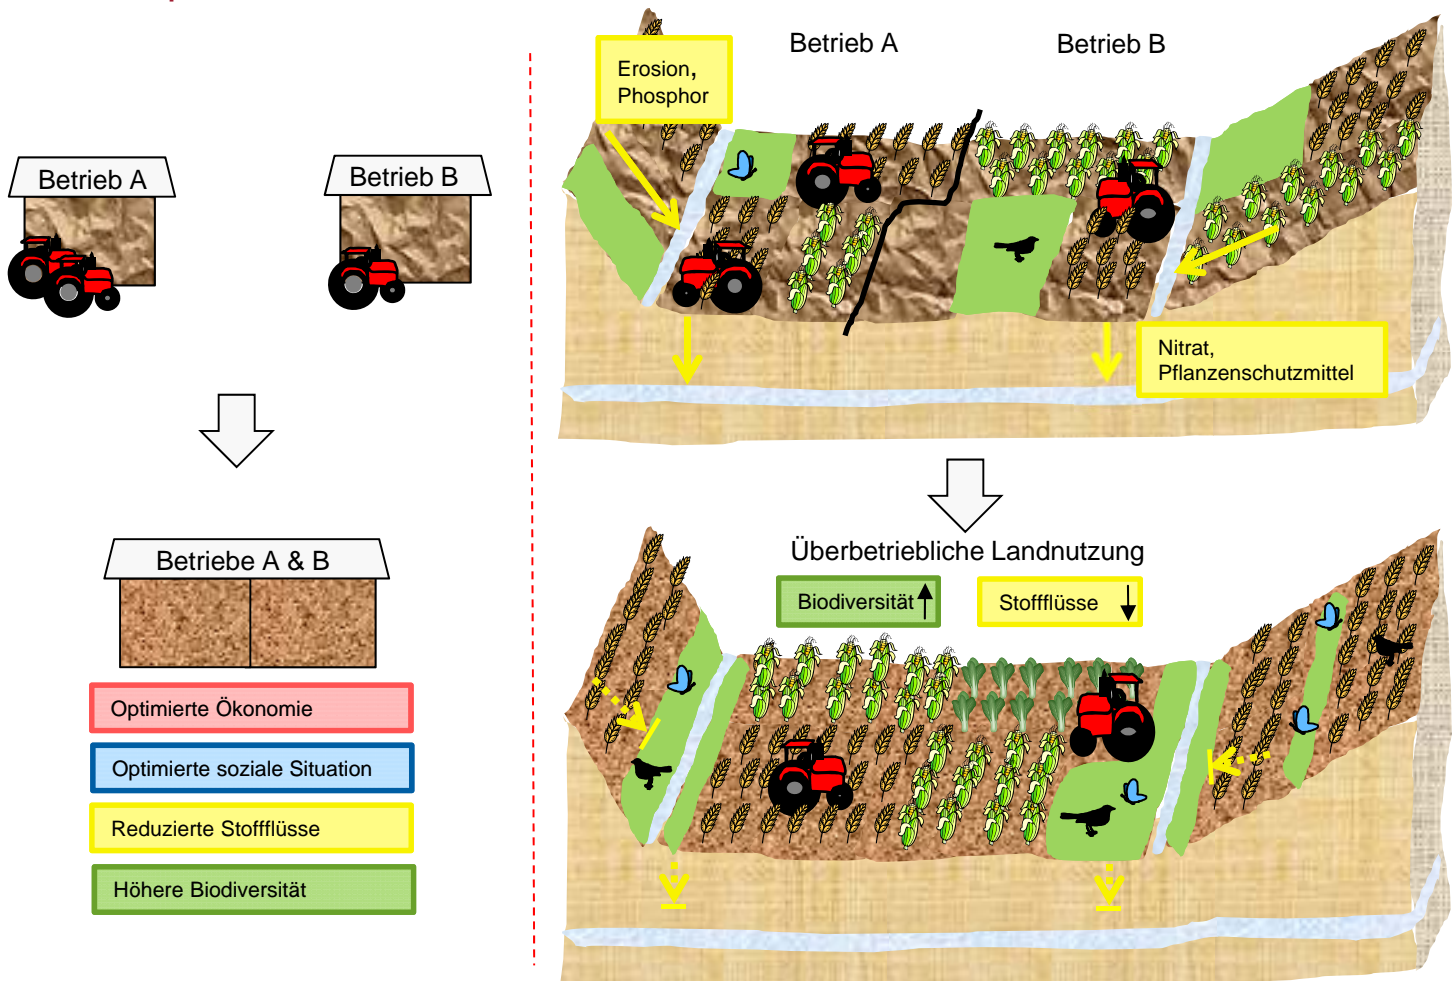 Betrieb A
Betrieb B
Betriebe A & B
Optimierte Ökonomie
Optimierte soziale Situation
Reduzierte Stoffflüsse
Höhere Biodiversität
Betrieb A
Betrieb B
Erosion,
Phosphor
Nitrat,
Pflanzenschutzmittel
Überbetriebliche Landnutzung
Biodiversität
Stoffflüsse